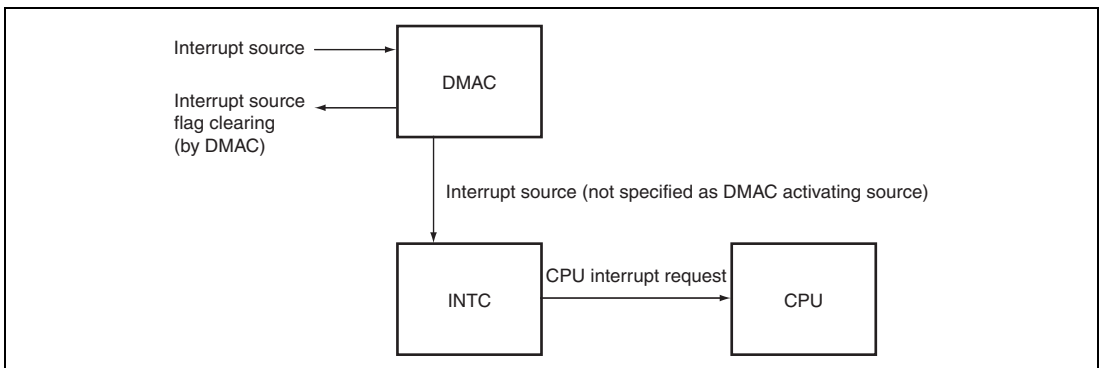 Interrupt source
DMAC
Interrupt source
flag clearing
(by DMAC)
Interrupt source (not specified as DMAC activating source)
CPU interrupt request
INTC
CPU